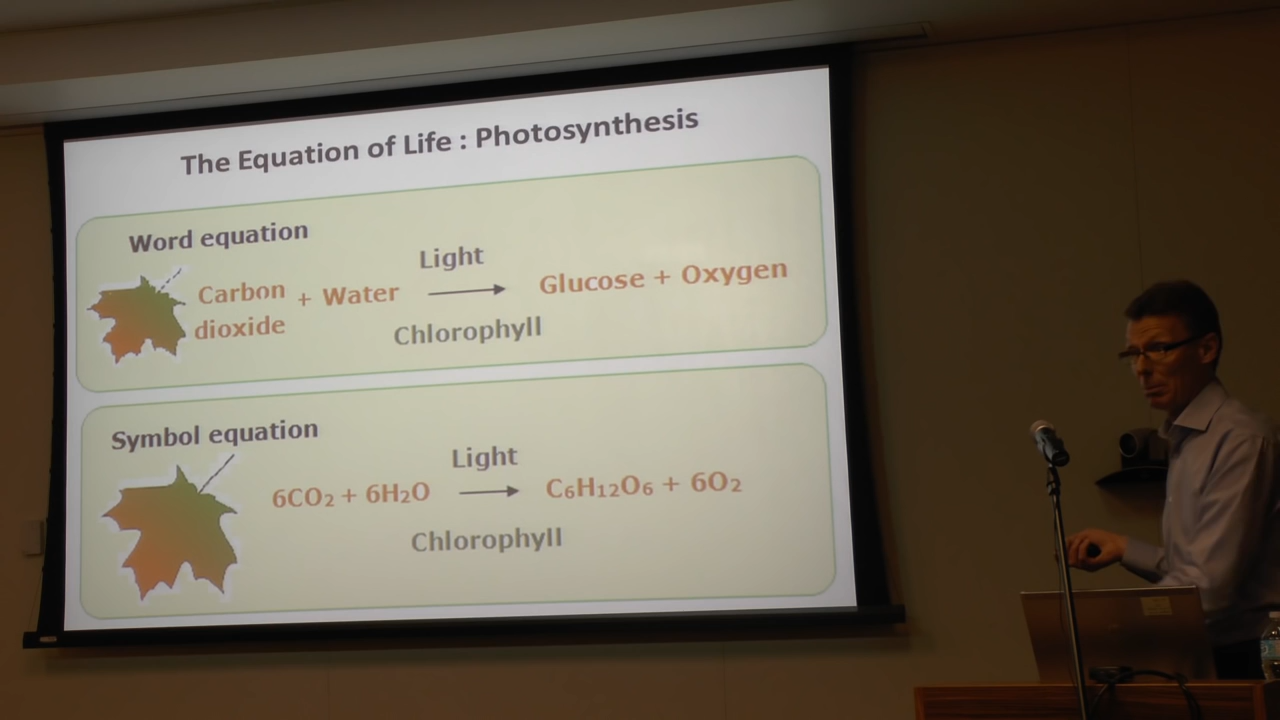 The Equation of Life : Photosynthesis
Word equation
Light
Carbon dioxide + Water → Glucose + Oxygen
Chlorophyll
Symbol equation
Light
6CO₂ + 6H₂O → C₆H₁₂O₆ + 6O₂
Chlorophyll